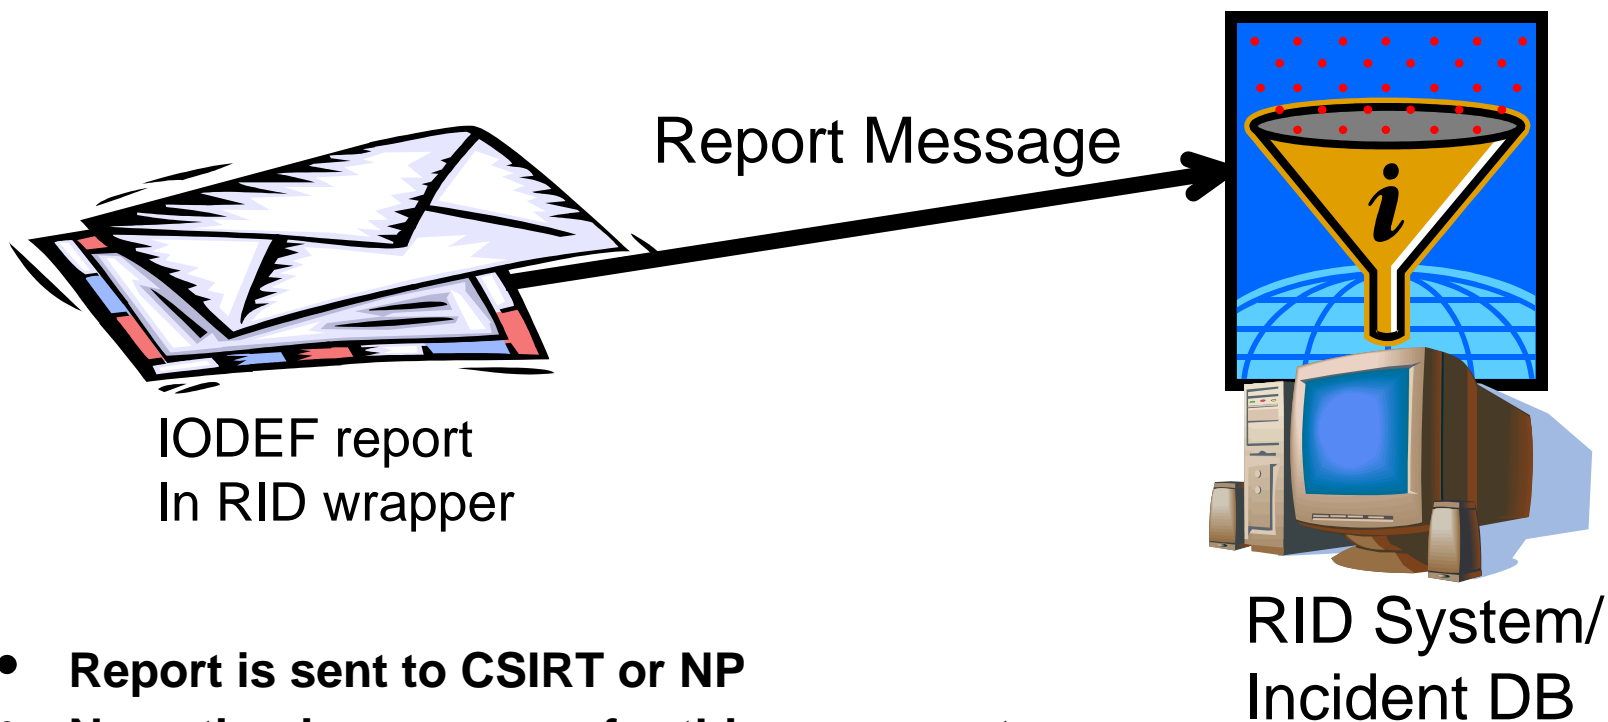 Report Message
i
IODEF report
In RID wrapper
RID System/
Incident DB
• Report is sent to CSIRT or NP